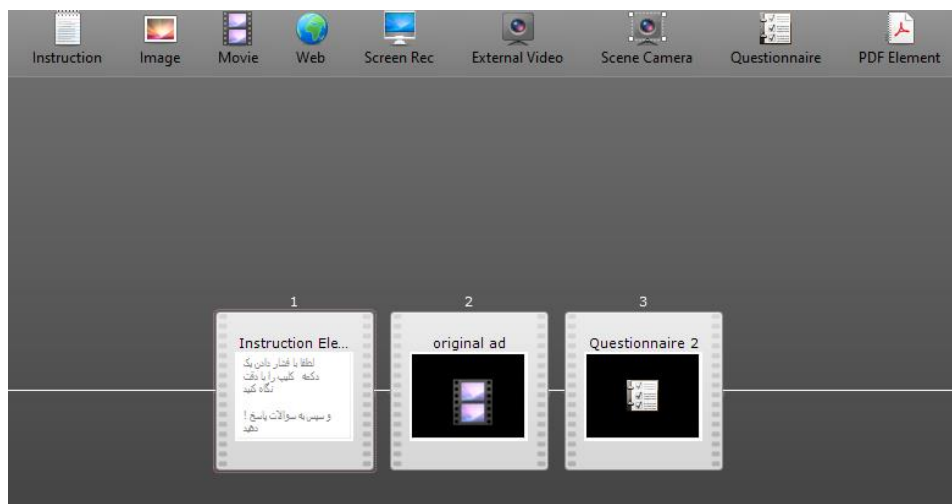 Instruction
Image
Movie
Web
Screen Rec
External Video
Scene Camera
Questionnaire
PDF Element
1
2
3
Instruction Ele...
original ad
Questionnaire 2
لطفا با فشار دادن یک
دکمه کلیپ را با دقت
نگاه کنید
و سپس به سوالات پاسخ !
دهید